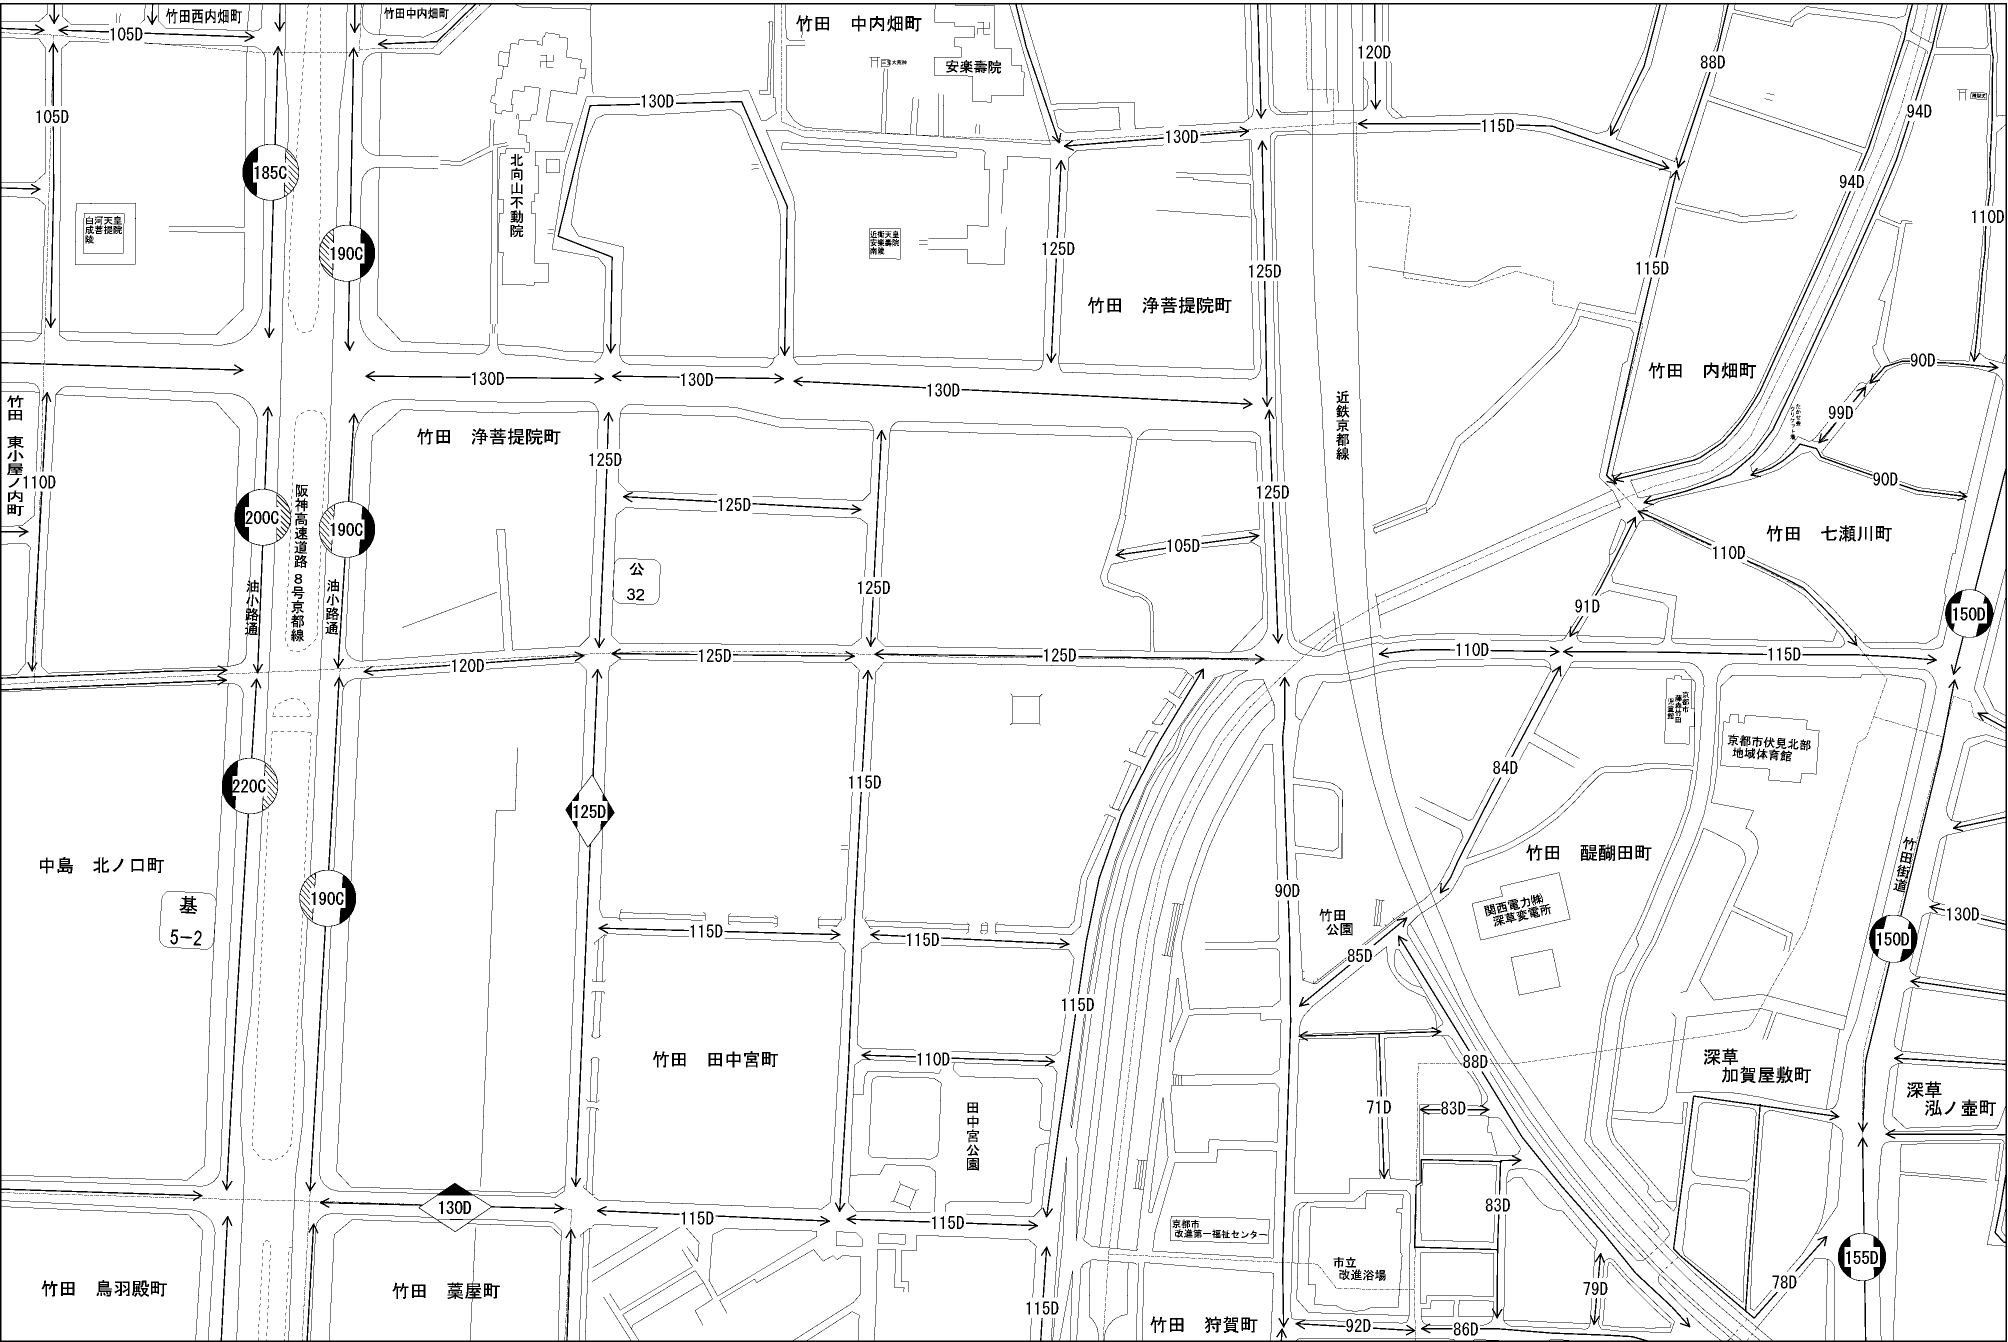 竹田西内畑町
竹田中内畑町
竹田 中内畑町
105D
120D
88D
安楽壽院
94D
105D
130D
130D
115D
北向山不動院
185C
94D
110D
白河天皇
成菩提院
陵
190C
近衛天皇
安楽壽院
南陵
125D
125D
115D
竹田 浄菩提院町
竹田 内畑町
90D
130D
130D
130D
近鉄京都線
99D
竹田 東小屋ノ内町
竹田 浄菩提院町
110D
125D
125D
125D
90D
200C
阪神高速道路8号京都線
190C
105D
110D
竹田 七瀬川町
公
32
125D
油小路通
油小路通
91D
150D
120D
125D
125D
110D
115D
京都市
藤森竹田
児童館
京都市伏見北部
地域体育館
220C
125D
115D
84D
中島 北ノ口町
竹田 醍醐田町
竹田街道
190C
90D
基
5-2
竹田
公園
関西電力㈱
深草変電所
130D
115D
115D
85D
150D
115D
竹田 田中宮町
110D
88D
深草
加賀屋敷町
深草
泓ノ壺町
田中宮公園
71D
83D
130D
115D
115D
83D
京都市
改進第一福祉センター
市立
改進浴場
155D
竹田 鳥羽殿町
竹田 藁屋町
115D
79D
78D
竹田 狩賀町
92D
86D